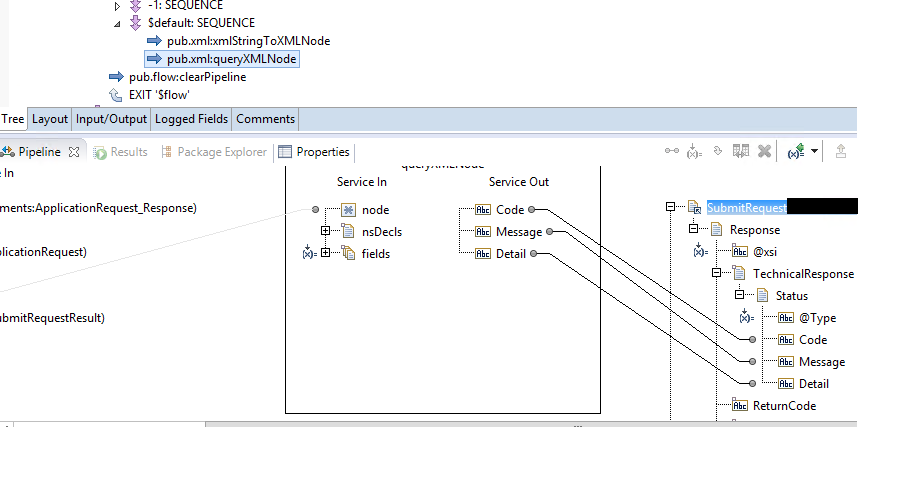 -1: SEQUENCE
$default: SEQUENCE
pub.xml:xmlStringToXMLNode
pub.xml:queryXMLNode
pub.flow:clearPipeline
EXIT '$flow'
Tree Layout Input/Output Logged Fields Comments
Pipeline Results Package Explorer Properties
In
queryXMLNode
Service In Service Out
ments:ApplicationRequest_Response)
node Code
SubmitRequest
nsDecls Message
Response
plicationRequest)
fields Detail
@xsi
TechnicalResponse
Status
ubmitRequestResult)
@Type
Code
Message
Detail
ReturnCode